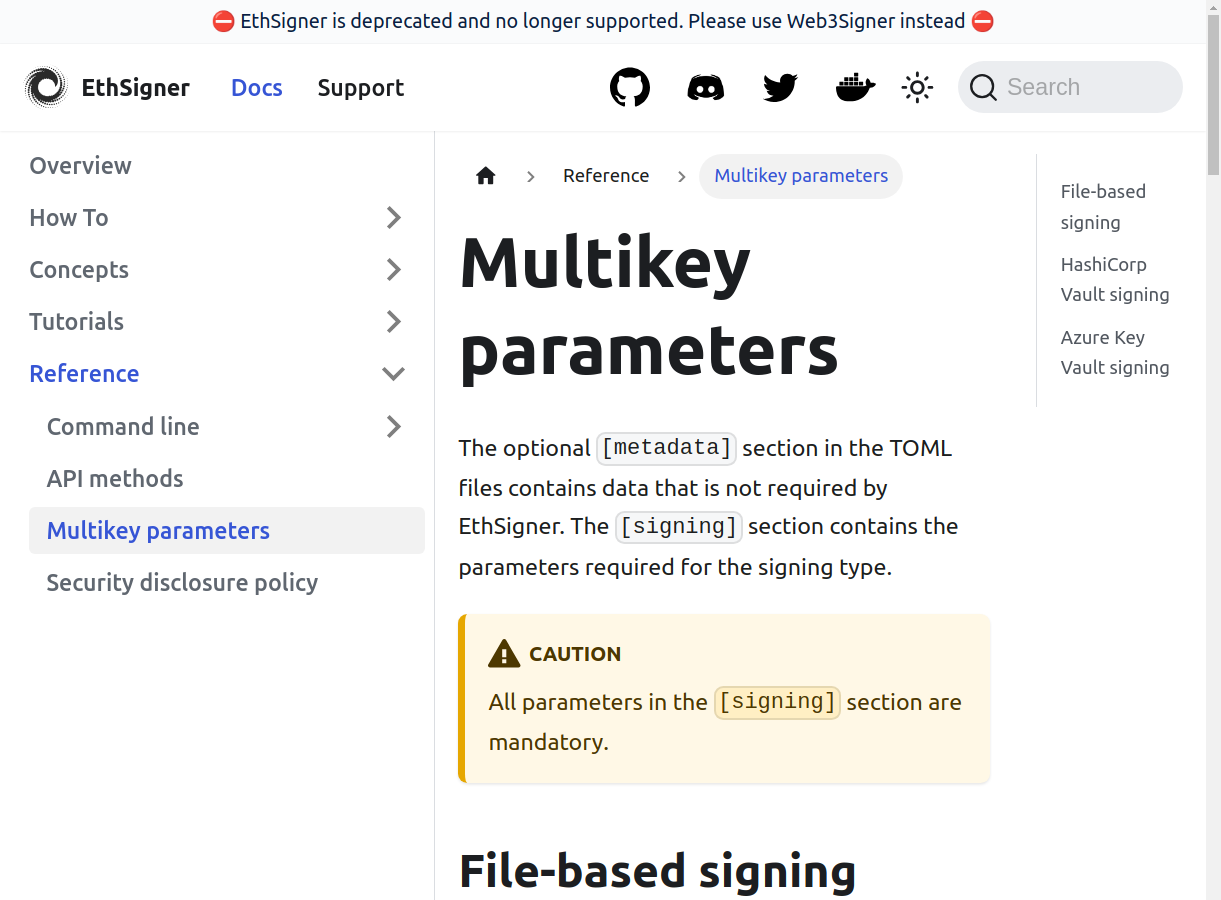 ⛔ EthSigner is deprecated and no longer supported. Please use Web3Signer instead ⛔
EthSigner
Docs
Support
Search
Overview
How To
Concepts
Tutorials
Reference
Command line
API methods
Multikey parameters
Security disclosure policy
Reference
Multikey parameters
Multikey
parameters
The optional [metadata] section in the TOML
files contains data that is not required by
EthSigner. The [signing] section contains the
parameters required for the signing type.
CAUTION
All parameters in the [signing] section are
mandatory.
File-based signing
File-based
signing
HashiCorp
Vault signing
Azure Key
Vault signing